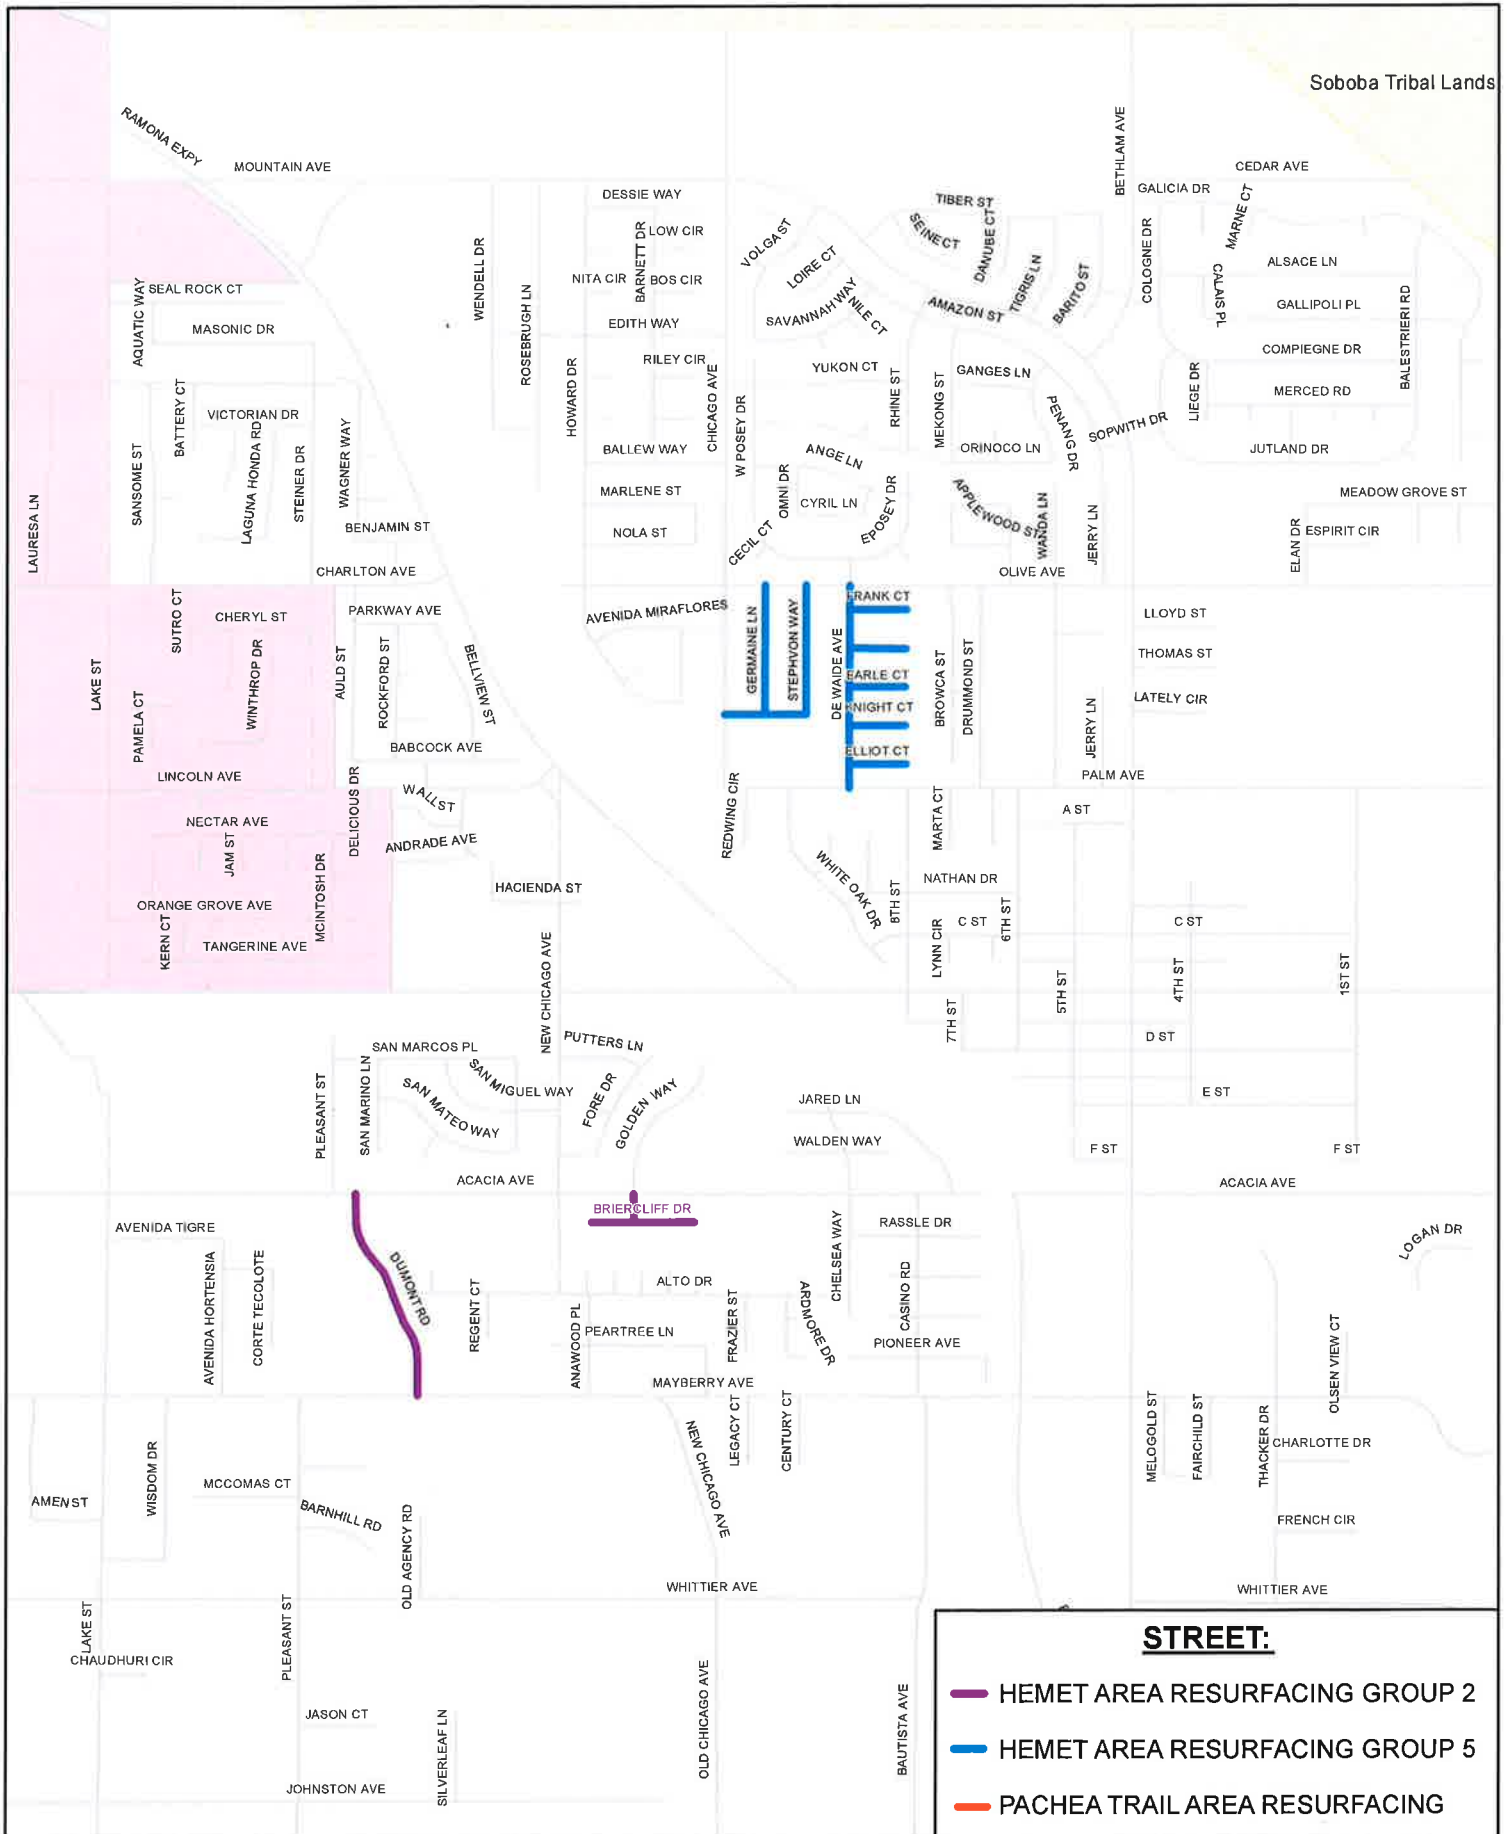 Soboba Tribal Lands
RAMONA EXPY
MOUNTAIN AVE
BETHLAM AVE
CEDAR AVE
DESSIE WAY
TIBER ST
GALICIA DR
MARNE CT
LOW CIR
BARNETT DR
VOLGA ST
SEINE CT
DANUBE CT
COLOGNE DR
WENDELL DR
LOIRE CT
ALSACE LN
NITA CIR
BOS CIR
TIGRIS LN
BARITO ST
CALAIS PL
SEAL ROCK CT
AQUATIC WAY
ROSEBRUGH LN
SAVANNAH WAY
NILE CT
AMAZON ST
GALLIPOLI PL
BALESTRIERI RD
MASONIC DR
EDITH WAY
RILEY CIR
YUKON CT
GANGES LN
COMPIEGNE DR
HOWARD DR
CHICAGO AVE
W POSEY DR
RHINE ST
MEKONG ST
LIEGE DR
MERCED RD
BATTERY CT
VICTORIAN DR
PENANG DR
SOPWITH DR
SANSOME ST
LAGUNA HONDA RD
STEINER DR
WAGNER WAY
BALLEW WAY
ANGE LN
ORINOCO LN
JUTLAND DR
MARLENE ST
OMNI DR
CYRIL LN
EPOSEY DR
APPLEWOOD ST
WANDA LN
JERRY LN
MEADOW GROVE ST
LAURESA LN
BENJAMIN ST
NOLA ST
CECIL CT
ELAN DR
ESPIRIT CIR
CHARLTON AVE
OLIVE AVE
SUTRO CT
CHERYL ST
PARKWAY AVE
AVENIDA MIRAFLORES
FRANK CT
LLOYD ST
LAKE ST
WINTHROP DR
AULD ST
ROCKFORD ST
BELLVIEW ST
GERMAINE LN
STEPHVON WAY
DE WAIDE AVE
EARLE CT
BROWCA ST
DRUMMOND ST
THOMAS ST
PAMELA CT
KNIGHT CT
JERRY LN
LATELY CIR
BABCOCK AVE
ELLIOT CT
LINCOLN AVE
DELICIOUS DR
WALL ST
REDWING CIR
PALM AVE
NECTAR AVE
MARTA CT
A ST
JAM ST
ANDRADE AVE
MCINTOSH DR
HACIENDA ST
WHITE OAK DR
NATHAN DR
8TH ST
ORANGE GROVE AVE
KERN CT
TANGERINE AVE
LYNN CIR
C ST
6TH ST
C ST
NEW CHICAGO AVE
7TH ST
5TH ST
4TH ST
1ST ST
SAN MARCOS PL
PUTTERS LN
D ST
PLEASANT ST
SAN MARINO LN
SAN MATEO WAY
SAN MIGUEL WAY
FORE DR
GOLDEN WAY
JARED LN
E ST
WALDEN WAY
F ST
F ST
ACACIA AVE
ACACIA AVE
BRIERCLIFF DR
AVENIDA TIGRE
RASSLE DR
LOGAN DR
AVENIDA HORTENSIA
CORTE TECOLOTE
DUMONT RD
CHELSEA WAY
CASINO RD
REGENT CT
ALTO DR
ANAWOOD PL
PEARTREE LN
FRAZIER ST
ARDMORE DR
PIONEER AVE
OLSEN VIEW CT
MAYBERRY AVE
LEGACY CT
CENTURY CT
NEW CHICAGO AVE
MELOGOLD ST
FAIRCHILD ST
THACKER DR
CHARLOTTE DR
WISDOM DR
MCCOMAS CT
AMEN ST
BARNHILL RD
OLD AGENCY RD
FRENCH CIR
WHITTIER AVE
WHITTIER AVE
LAKE ST
PLEASANT ST
CHAUDHURI CIR
OLD CHICAGO AVE
BAUTISTA AVE
JASON CT
SILVERLEAF LN
JOHNSTON AVE
STREET:
HEMET AREA RESURFACING GROUP 2
HEMET AREA RESURFACING GROUP 5
PACHEA TRAIL AREA RESURFACING